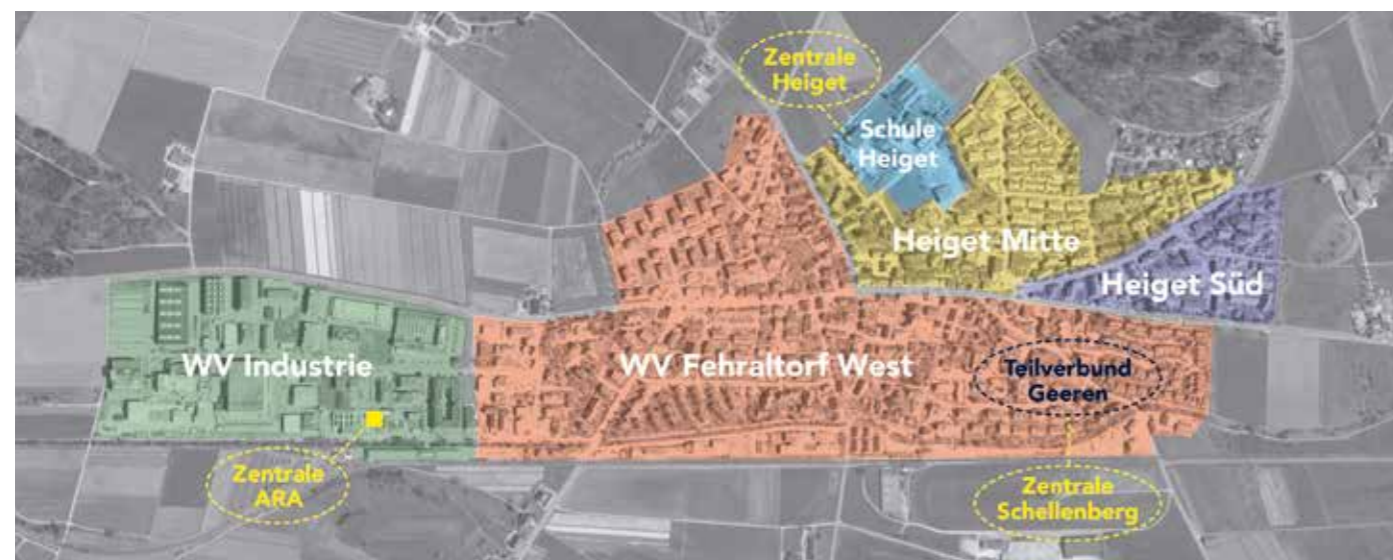 Zentrale
Heiget
Schule
Heiget
Heiget Mitte
Heiget Süd
WV Industrie
WV Fehraltorf West
Teilverbund
Geeren
Zentrale
ARA
Zentrale
Schellenberg